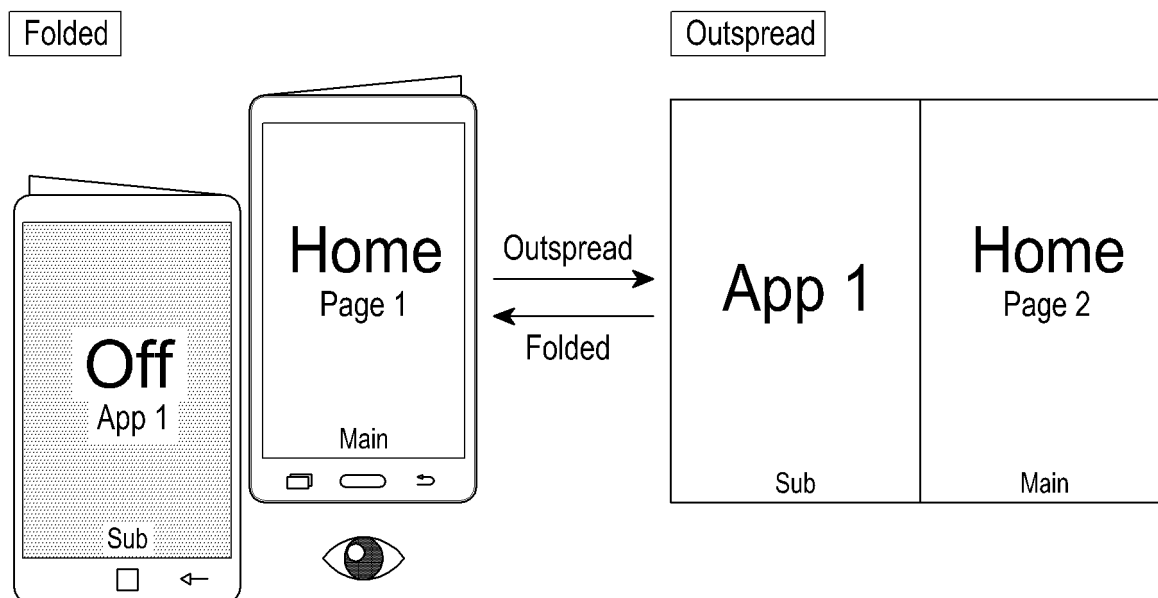 Folded
Off
App 1
Sub
Home
Page 1
Main
Outspread
Folded
Outspread
App 1
Sub
Home
Page 2
Main